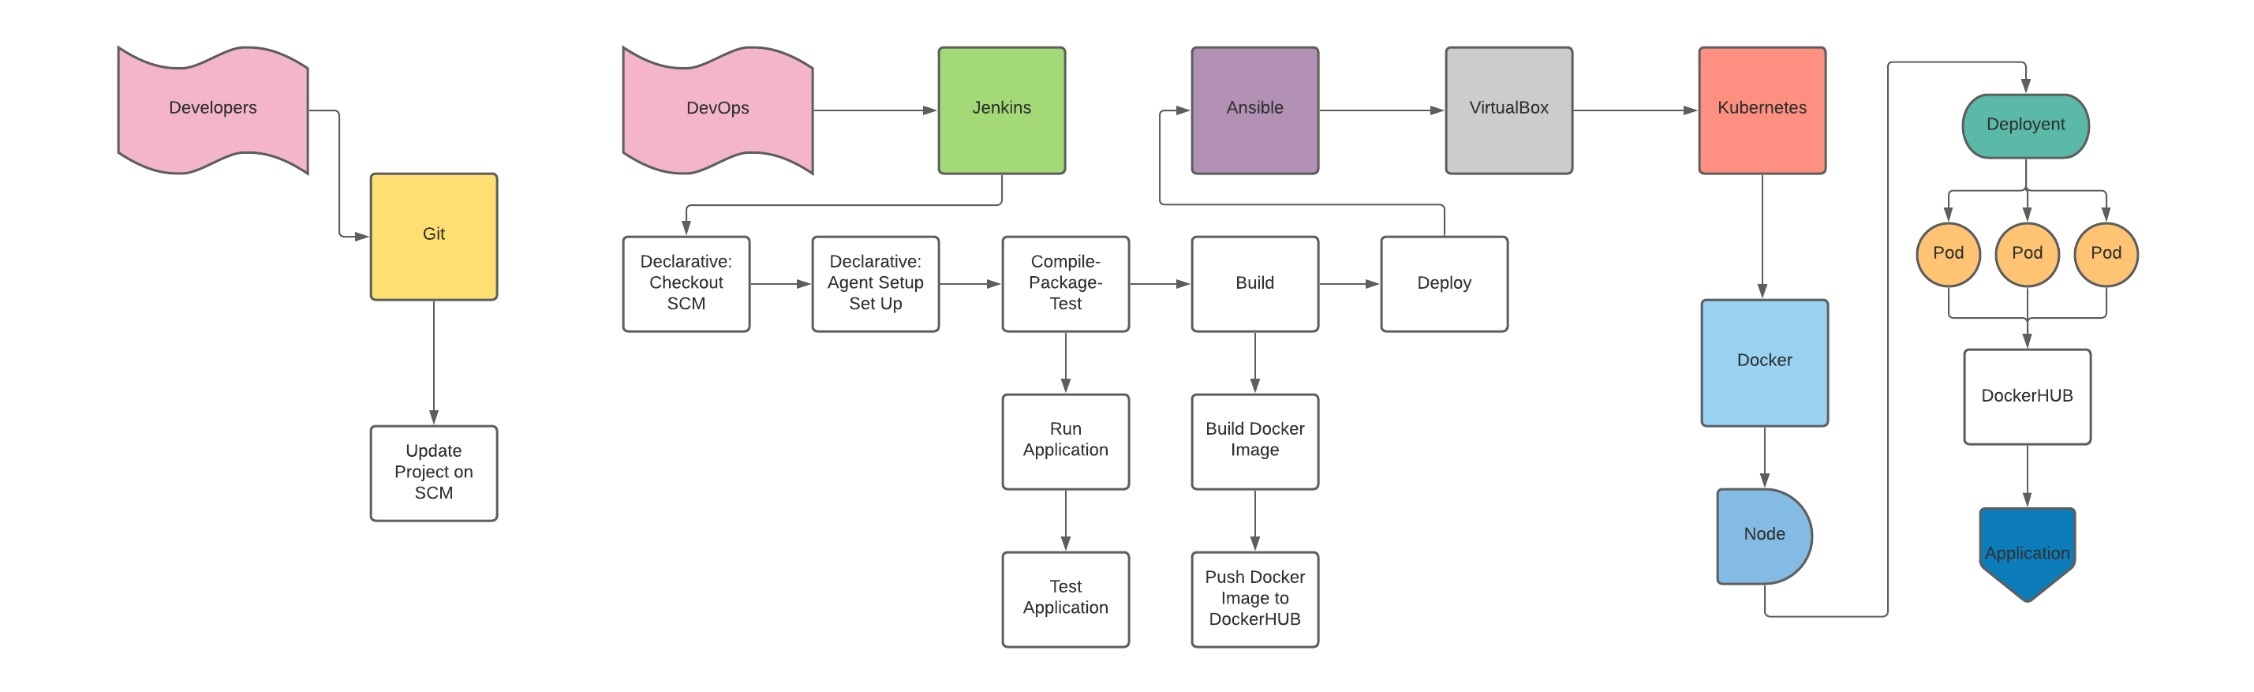 Developers
Git
Update
Project on
SCM
DevOps
Jenkins
Declarative:
Checkout
SCM
Declarative:
Agent Setup
Set Up
Compile-
Package-
Test
Run
Application
Test
Application
Build
Build Docker
Image
Push Docker
Image to
DockerHUB
Deploy
Ansible
VirtualBox
Kubernetes
Docker
Node
Deployent
Pod
Pod
Pod
DockerHUB
Application